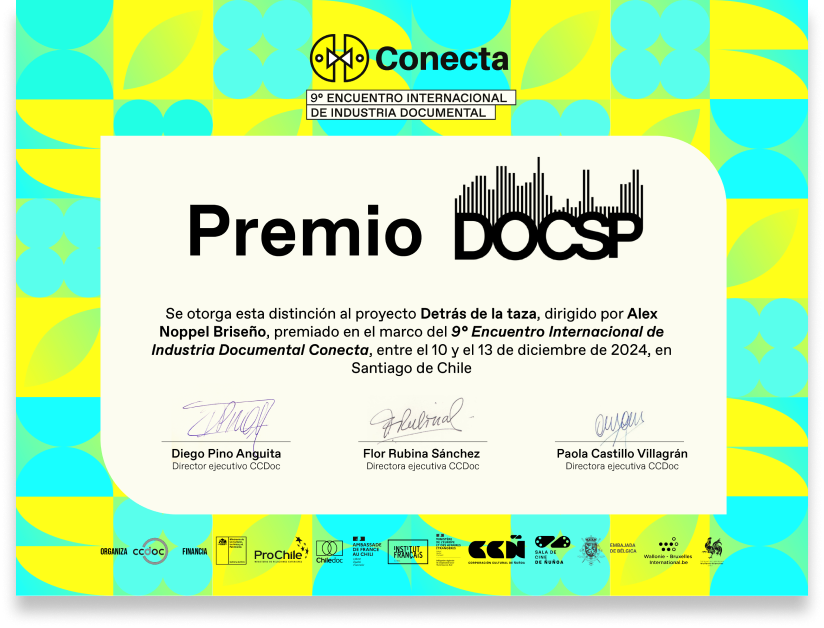 Conecta
9º ENCUENTRO INTERNACIONAL
DE INDUSTRIA DOCUMENTAL
Premio DOCSP
Se otorga esta distinción al proyecto Detrás de la taza, dirigido por Alex
Noppel Briseño, premiado en el marco del 9º Encuentro Internacional de
Industria Documental Conecta, entre el 10 y el 13 de diciembre de 2024, en
Santiago de Chile
Diego Pino Anguita
Director ejecutivo CCDoc
Flor Rubina Sánchez
Directora ejecutiva CCDoc
Paola Castillo Villagrán
Directora ejecutiva CCDoc
ORGANIZA ccdoc FINANCIA
ProChile
Chiledoc
AMBASSADE
DE FRANCE
AU CHILI
INSTITUT
FRANÇAIS
CCN
CORPORACIÓN CULTURAL DE ÑUÑOA
SALA DE
CINE
DE ÑUÑOA
EMBAJADA
DE BÉLGICA
Wallonie - Bruxelles
International.be